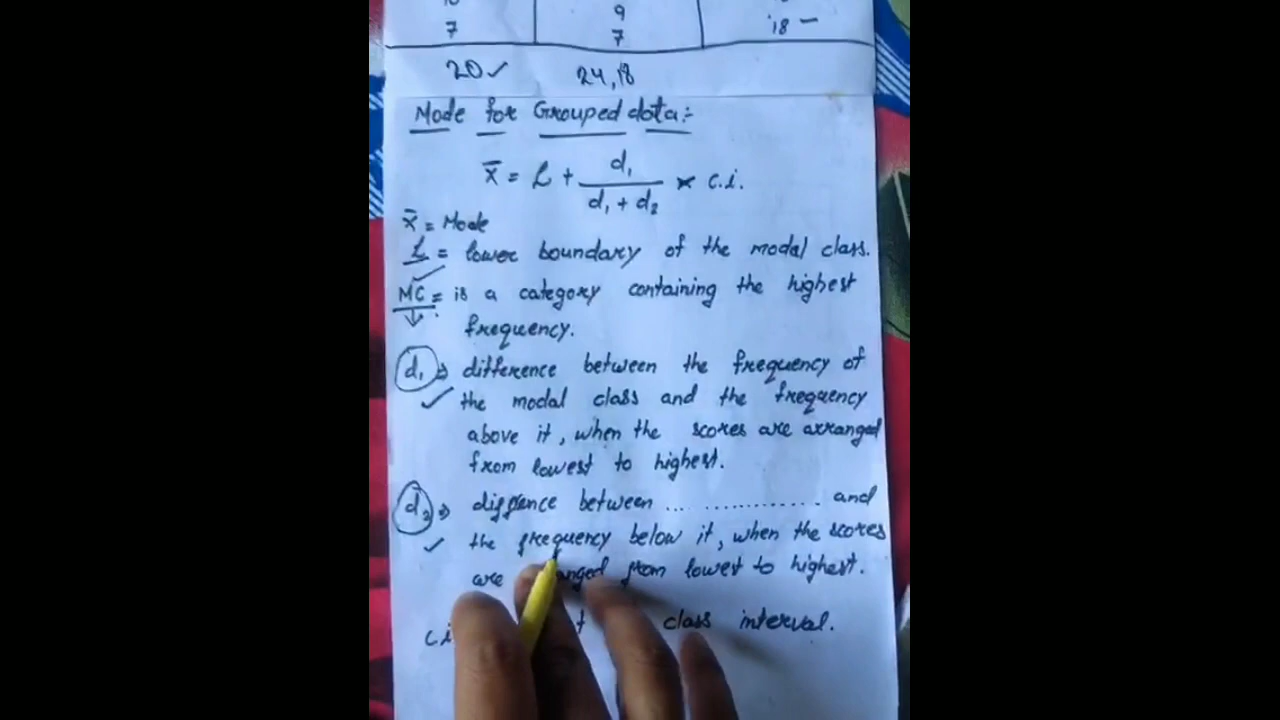 9
7 7 18 -
20✓ 24,18
Mode for Grouped data:-
x̄ = L + d₁ / (d₁ + d₂) × c.i.
x̄ = Mode
L = lower boundary of the modal class.
MC = is a category containing the highest
frequency.
d₁ ⇒ difference between the frequency of
the modal class and the frequency
above it, when the scores are arranged
from lowest to highest.
d₂ ⇒ between ... ............ and
the frequency below it, when the scores
are from lowest to highest.
ci class interval.